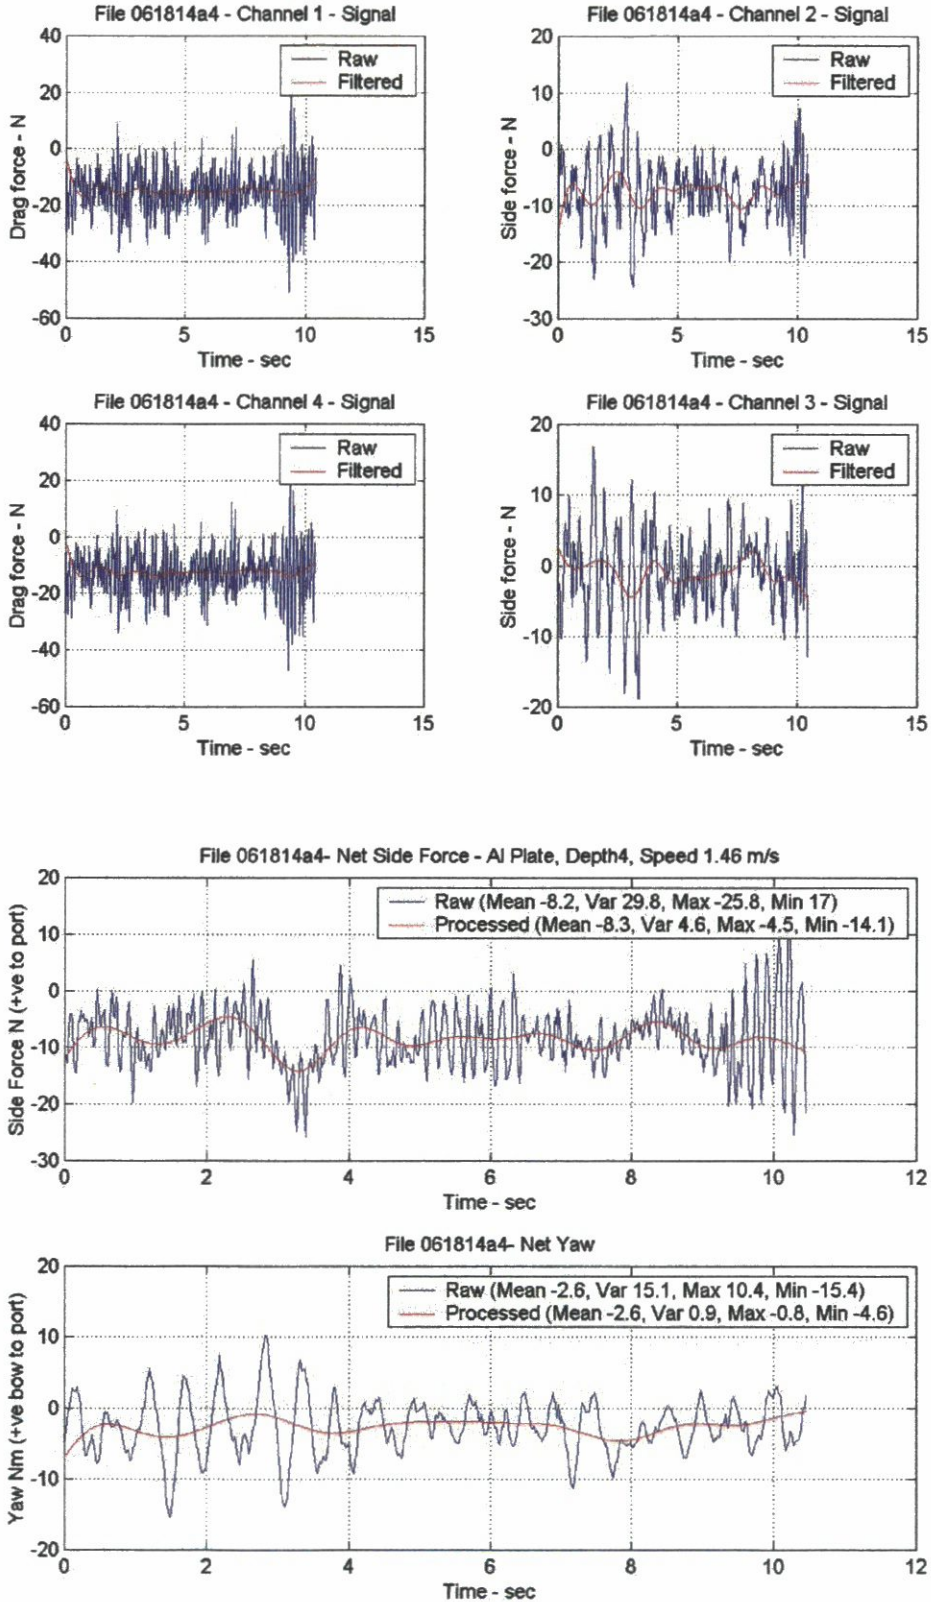 File 061814a4 - Channel 1 - Signal
File 061814a4 - Channel 2 - Signal
40
20
0
-20
-40
-60
Drag force - N
Raw
Filtered
0 5 10 15
Time - sec
20
10
0
-10
-20
-30
Side force - N
Raw
Filtered
0 5 10 15
Time - sec
File 061814a4 - Channel 4 - Signal
File 061814a4 - Channel 3 - Signal
40
20
0
-20
-40
-60
Drag force - N
Raw
Filtered
0 5 10 15
Time - sec
20
10
0
-10
-20
Side force - N
Raw
Filtered
0 5 10 15
Time - sec
File 061814a4- Net Side Force - Al Plate, Depth4, Speed 1.46 m/s
20
10
0
-10
-20
-30
Side Force N (+ve to port)
Raw (Mean -8.2, Var 29.8, Max -25.8, Min 17)
Processed (Mean -8.3, Var 4.6, Max -4.5, Min -14.1)
0 2 4 6 8 10 12
Time - sec
File 061814a4- Net Yaw
20
10
0
-10
-20
Yaw Nm (+ve bow to port)
Raw (Mean -2.6, Var 15.1, Max 10.4, Min -15.4)
Processed (Mean -2.6, Var 0.9, Max -0.8, Min -4.6)
0 2 4 6 8 10 12
Time - sec